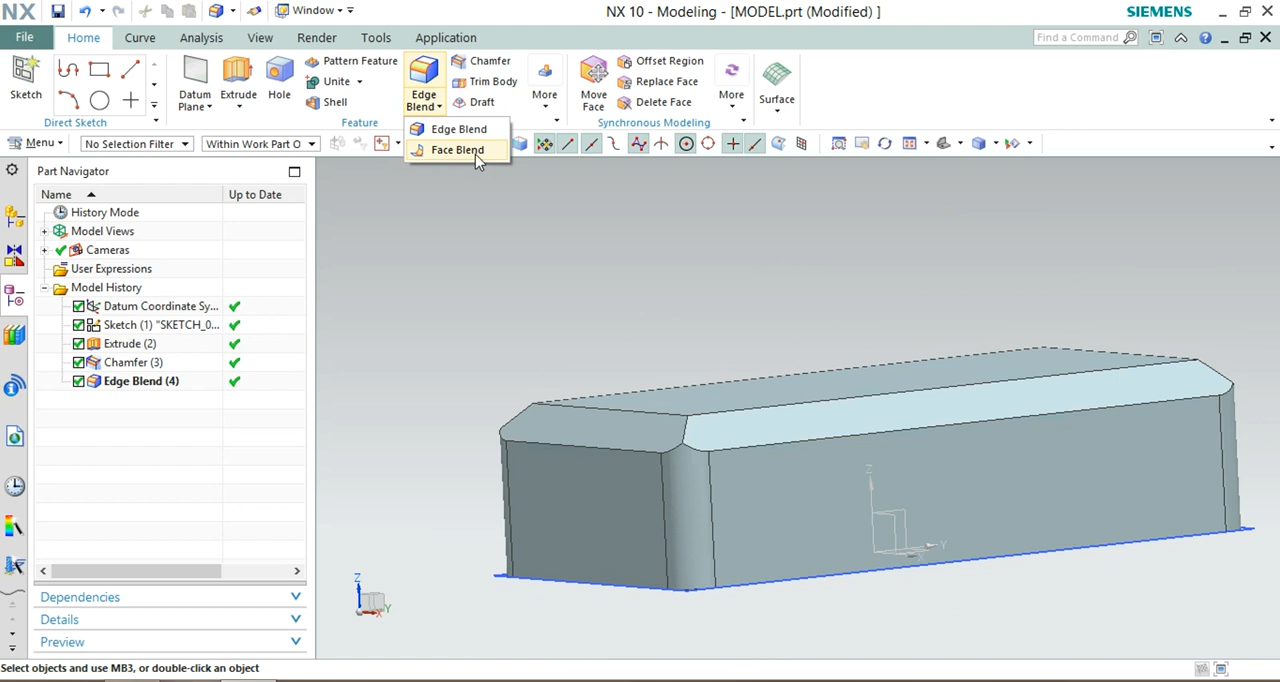 NX Window NX 10 - Modeling - [MODEL.prt (Modified) ] SIEMENS
File Home Curve Analysis View Render Tools Application Find a Command
Sketch
Direct Sketch
Datum Plane
Extrude
Hole
Pattern Feature
Unite
Shell
Edge Blend
Chamfer
Trim Body
Draft
More
Feature
Move Face
Offset Region
Replace Face
Delete Face
More
Synchronous Modeling
Surface
Edge Blend
Face Blend
Menu No Selection Filter Within Work Part O
Part Navigator
Name Up to Date
History Mode
Model Views
Cameras
User Expressions
Model History
Datum Coordinate Sy...
Sketch (1) "SKETCH_0...
Extrude (2)
Chamfer (3)
Edge Blend (4)
Dependencies
Details
Preview
Z
Y
Z
Y
X
Select objects and use MB3, or double-click an object